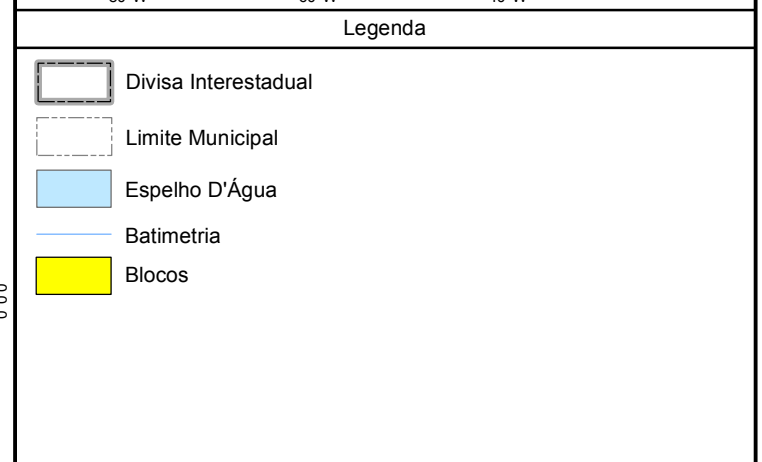 Legenda
Divisa Interestadual
Limite Municipal
Espelho D'Água
Batimetria
Blocos